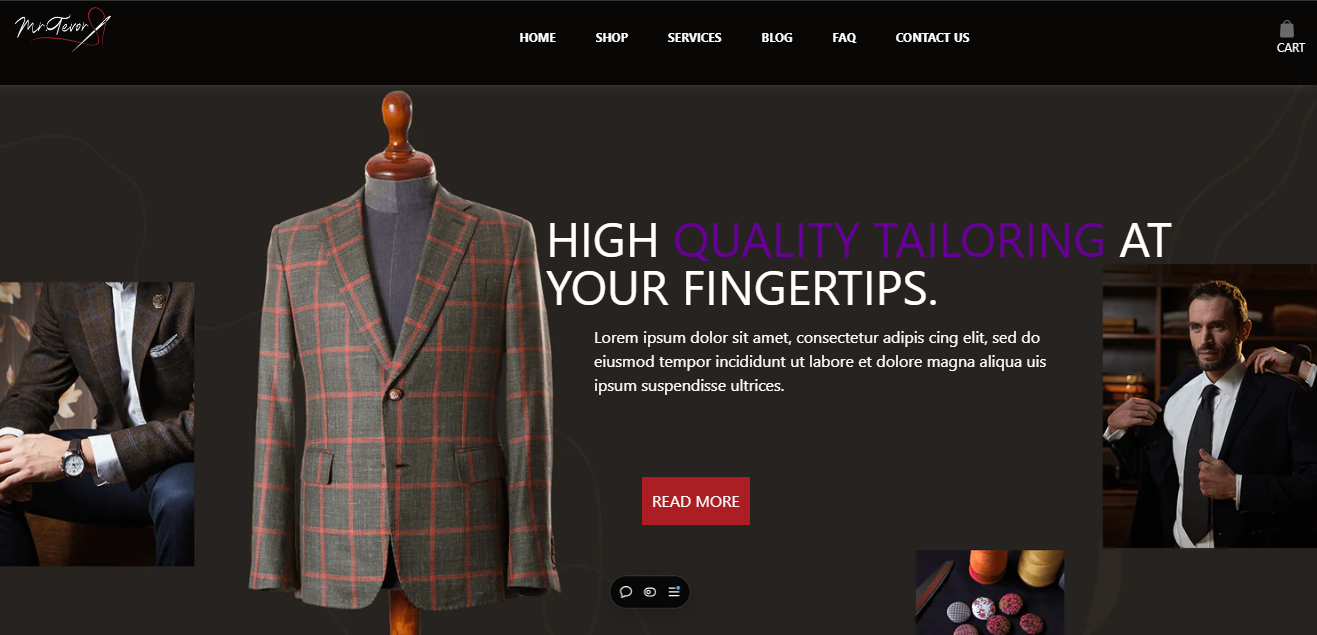 Mr.Tevor
HOME SHOP SERVICES BLOG FAQ CONTACT US
CART
HIGH QUALITY TAILORING AT
YOUR FINGERTIPS.
Lorem ipsum dolor sit amet, consectetur adipis cing elit, sed do
eiusmod tempor incididunt ut labore et dolore magna aliqua uis
ipsum suspendisse ultrices.
READ MORE